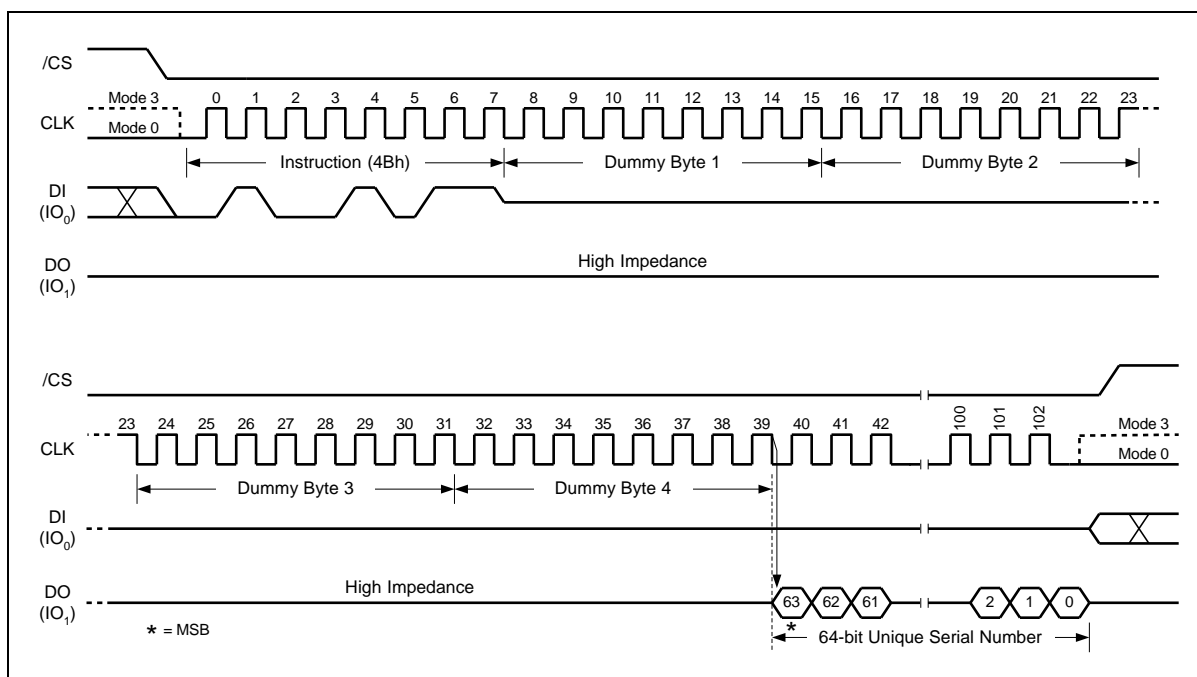 /CS
Mode 3
0 1 2 3 4 5 6 7 8 9 10 11 12 13 14 15 16 17 18 19 20 21 22 23
CLK
Mode 0
Instruction (4Bh) Dummy Byte 1 Dummy Byte 2
DI
(IO0)
DO
(IO1)
High Impedance
/CS
23 24 25 26 27 28 29 30 31 32 33 34 35 36 37 38 39 40 41 42 100 101 102
Mode 3
CLK
Mode 0
Dummy Byte 3 Dummy Byte 4
DI
(IO0)
High Impedance
DO
(IO1)
63 62 61 2 1 0
* = MSB
*
64-bit Unique Serial Number